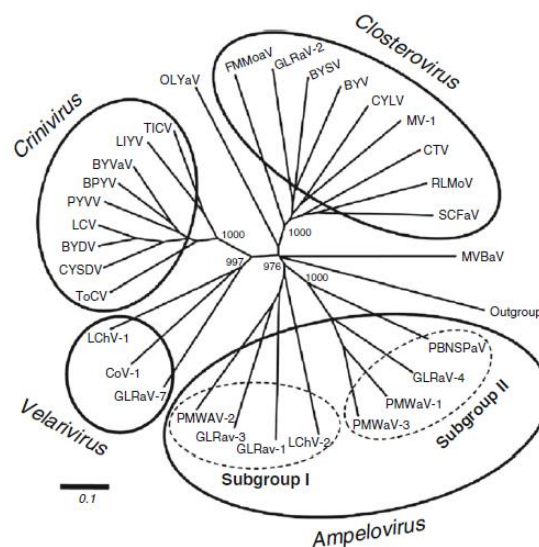 Closterovirus
FMMoaV
GLRaV-2
BYSV
BYV
CYLV
MV-1
CTV
RLMoV
SCFaV
OLYaV
Crinivirus
TICV
LIYV
BYVaV
BPYV
PYVV
LCV
BYDV
CYSDV
ToCV
1000
1000
997
976
1000
MVBaV
Outgroup
LChV-1
CoV-1
GLRaV-7
Velarivirus
PMWAV-2
GLRav-3
GLRav-1
LChV-2
Subgroup I
PBNSPaV
GLRaV-4
PMWaV-1
PMWaV-3
Subgroup II
Ampelovirus
0.1